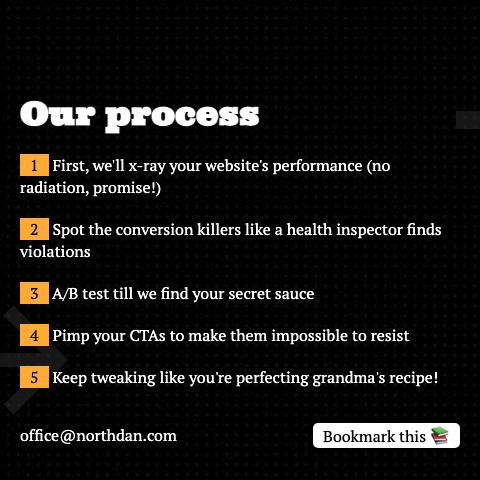 Our process
1 First, we'll x-ray your website's performance (no
radiation, promise!)
2 Spot the conversion killers like a health inspector finds
violations
3 A/B test till we find your secret sauce
4 Pimp your CTAs to make them impossible to resist
5 Keep tweaking like you're perfecting grandma's recipe!
office@northdan.com
Bookmark this 📚